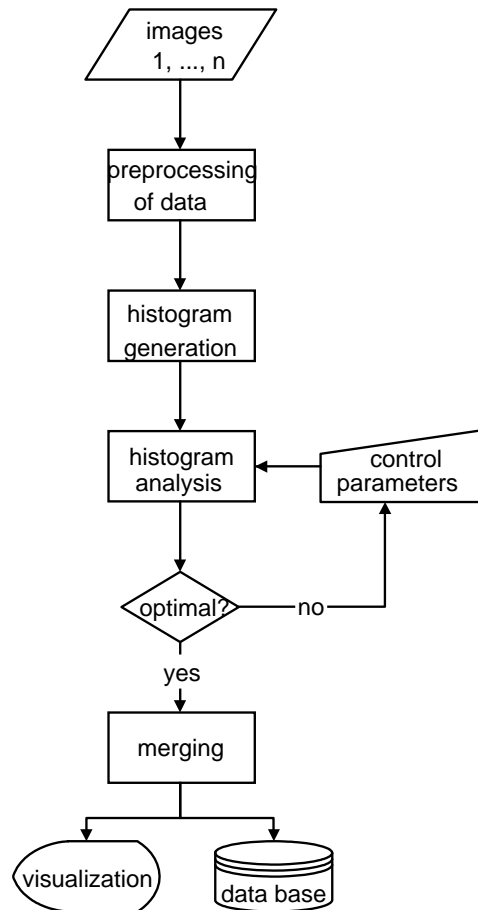 images
1, ..., n
preprocessing
of data
histogram
generation
histogram
analysis
control
parameters
optimal?
no
yes
merging
visualization
data base